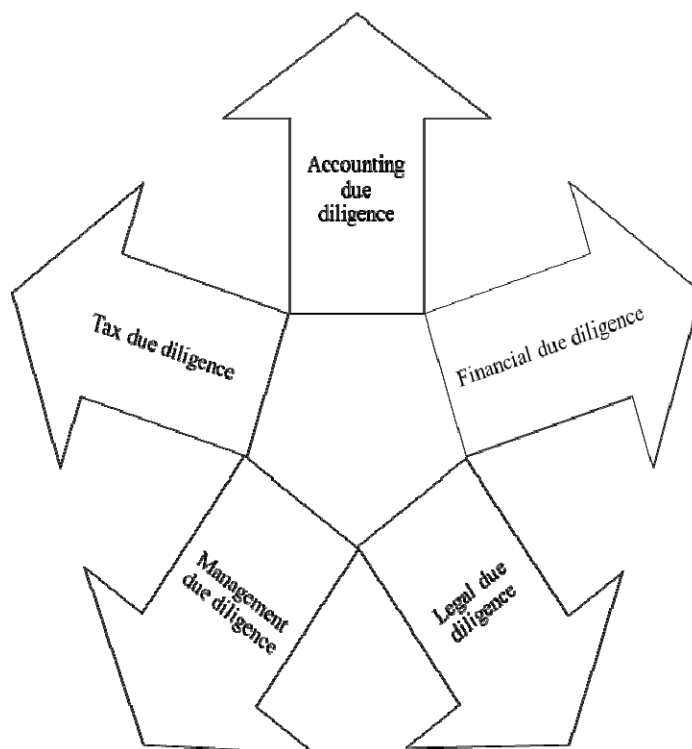 Accounting
due
diligence
Tax due diligence
Financial due diligence
Management
due diligence
Legal due
diligence